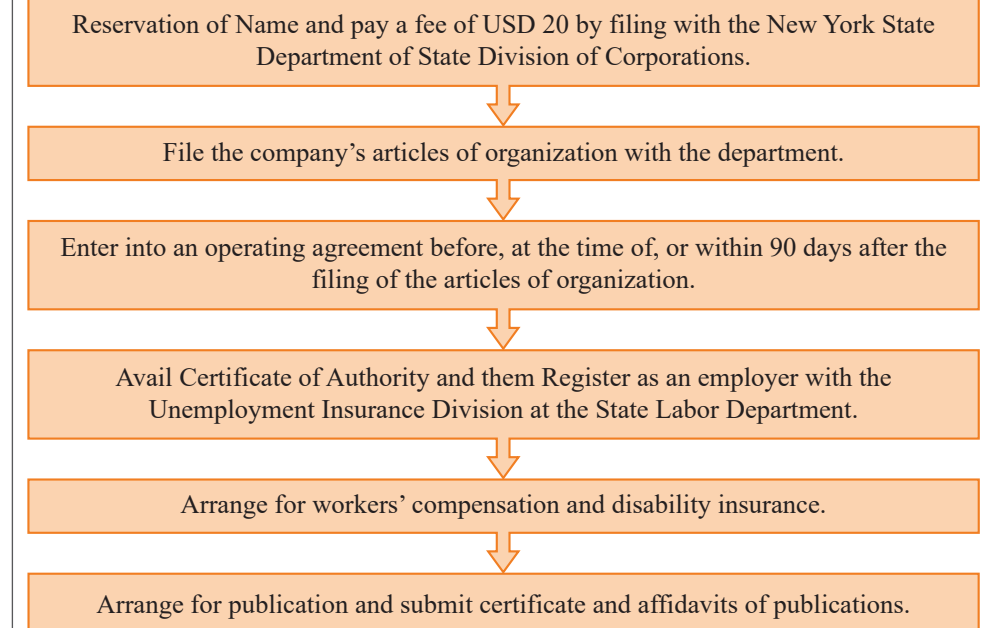 Reservation of Name and pay a fee of USD 20 by filing with the New York State
Department of State Division of Corporations.
File the company’s articles of organization with the department.
Enter into an operating agreement before, at the time of, or within 90 days after the
filing of the articles of organization.
Avail Certificate of Authority and them Register as an employer with the
Unemployment Insurance Division at the State Labor Department.
Arrange for workers’ compensation and disability insurance.
Arrange for publication and submit certificate and affidavits of publications.